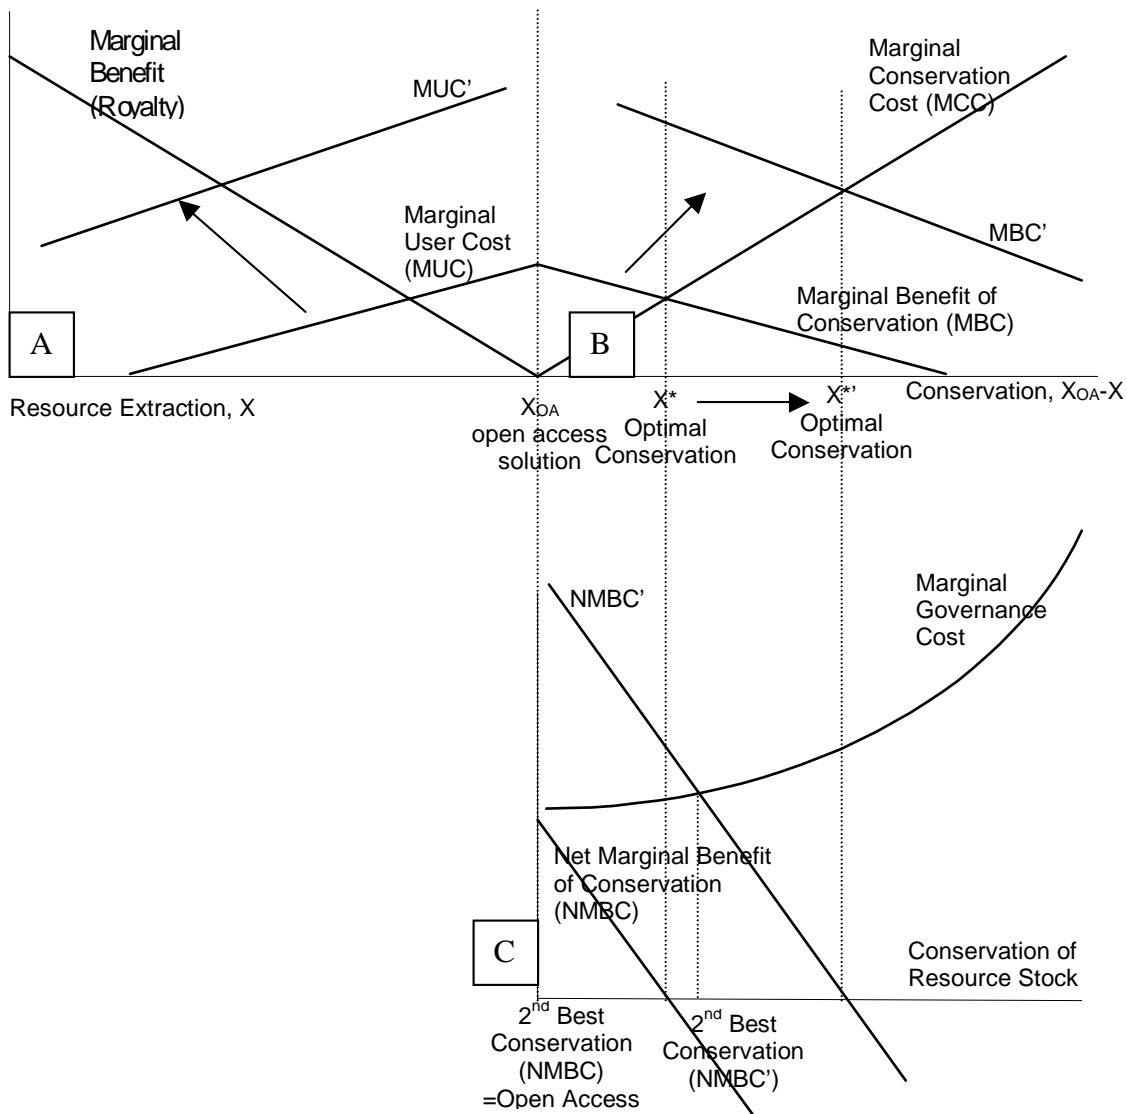 Marginal
Benefit
(Royalty)
MUC’
Marginal
User Cost
(MUC)
A
Resource Extraction, X
Marginal
Conservation
Cost (MCC)
MBC’
Marginal Benefit of
Conservation (MBC)
B
Conservation, XOA-X
XOA
open access
solution
X*
Optimal
Conservation
X*’
Optimal
Conservation
NMBC’
Marginal
Governance
Cost
Net Marginal Benefit
of Conservation
(NMBC)
C
Conservation of
Resource Stock
2nd Best
Conservation
(NMBC)
=Open Access
2nd Best
Conservation
(NMBC’)